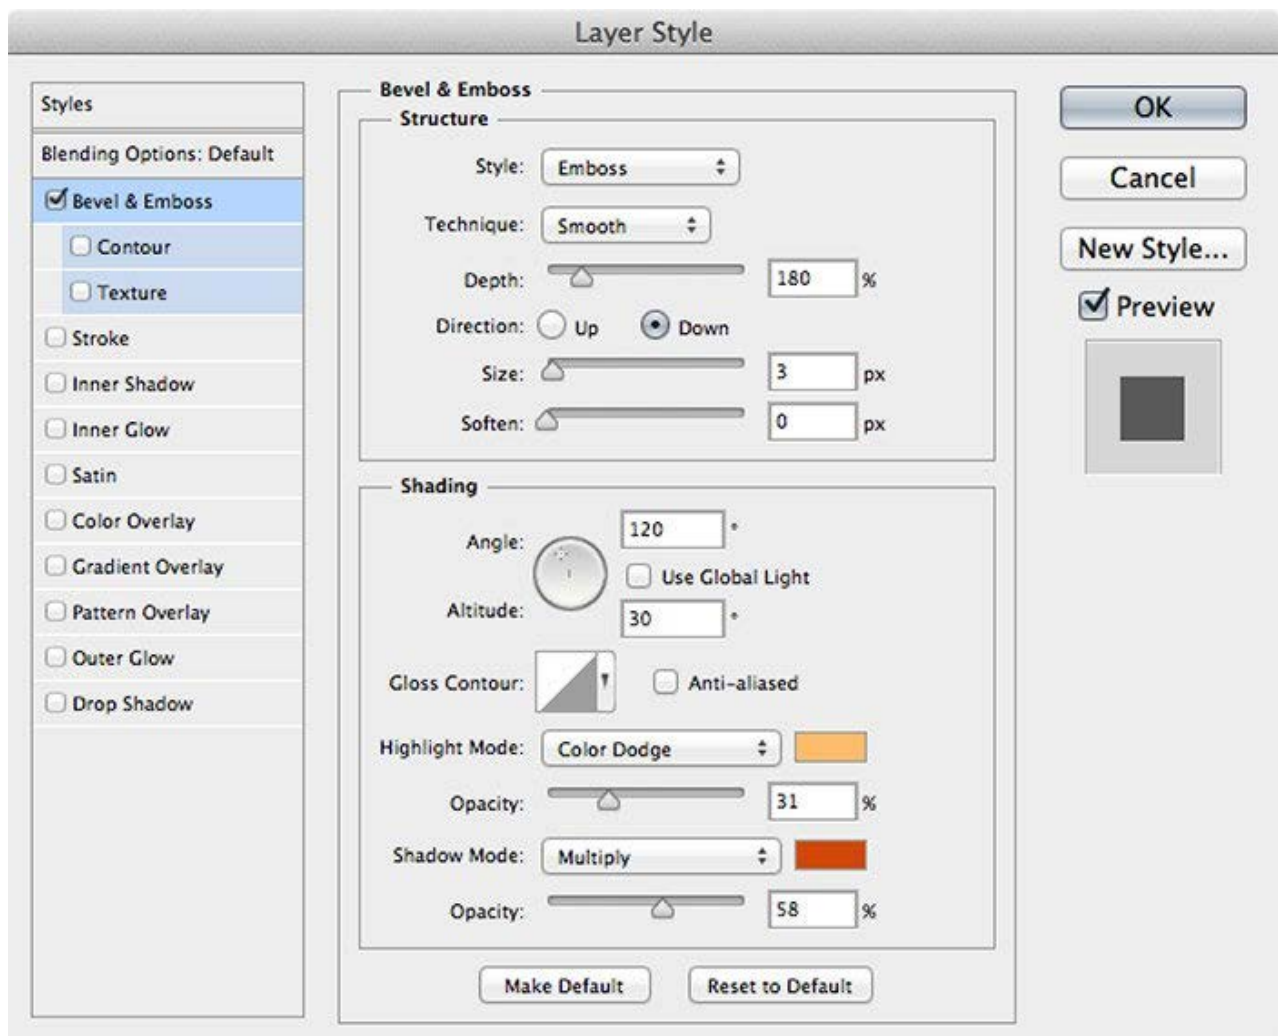 Layer Style
Styles
Blending Options: Default
Bevel & Emboss
Contour
Texture
Stroke
Inner Shadow
Inner Glow
Satin
Color Overlay
Gradient Overlay
Pattern Overlay
Outer Glow
Drop Shadow
Bevel & Emboss
Structure
Style: Emboss
Technique: Smooth
Depth: 180 %
Direction: Up Down
Size: 3 px
Soften: 0 px
Shading
Angle: 120 °
Use Global Light
Altitude: 30 °
Gloss Contour: Anti-aliased
Highlight Mode: Color Dodge
Opacity: 31 %
Shadow Mode: Multiply
Opacity: 58 %
Make Default Reset to Default
OK
Cancel
New Style...
Preview